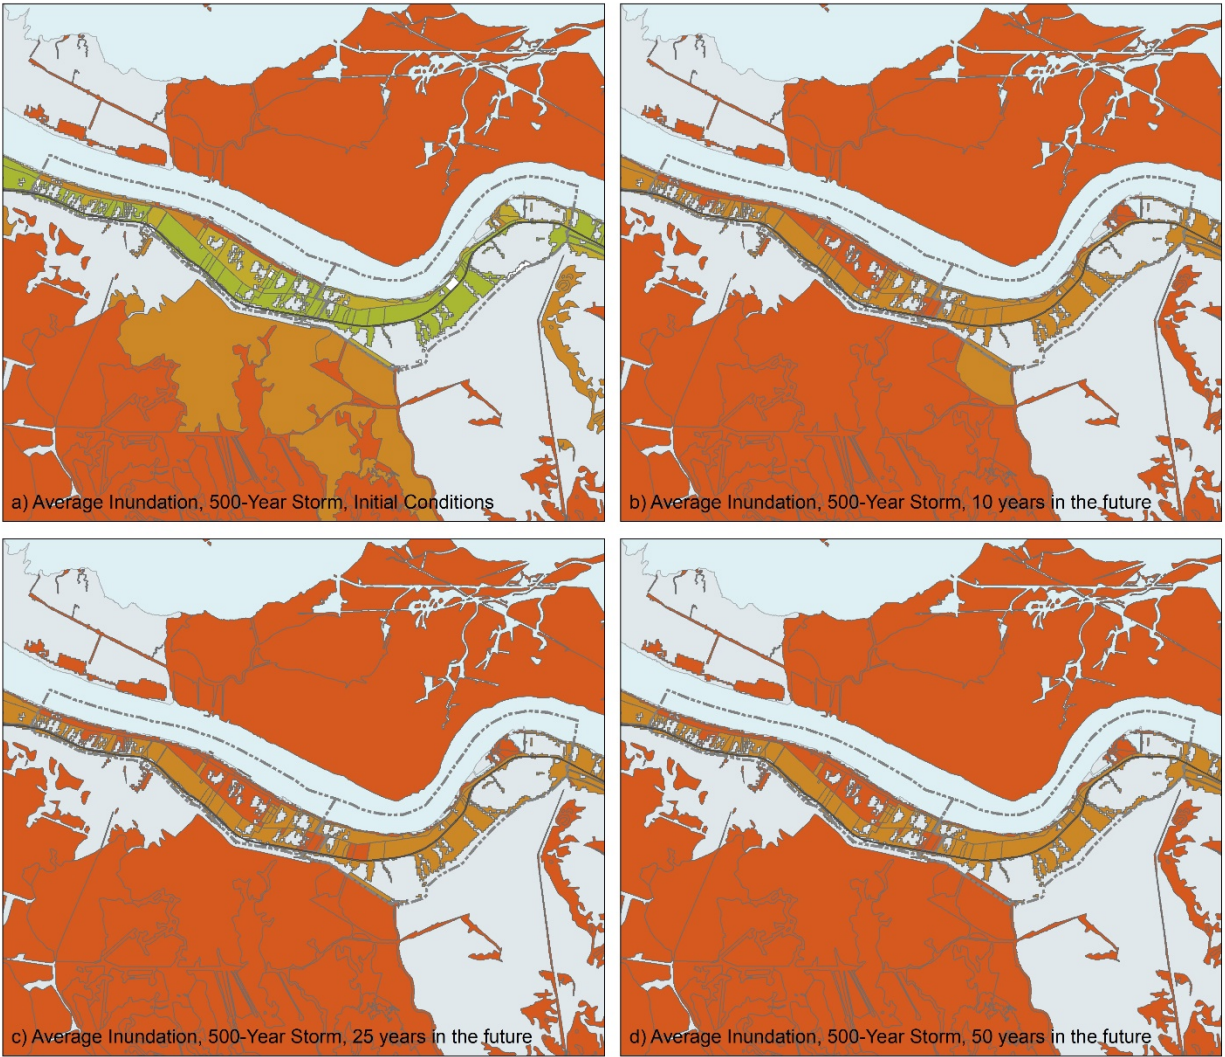 a) Average Inundation, 500-Year Storm, Initial Conditions
b) Average Inundation, 500-Year Storm, 10 years in the future
c) Average Inundation, 500-Year Storm, 25 years in the future
d) Average Inundation, 500-Year Storm, 50 years in the future